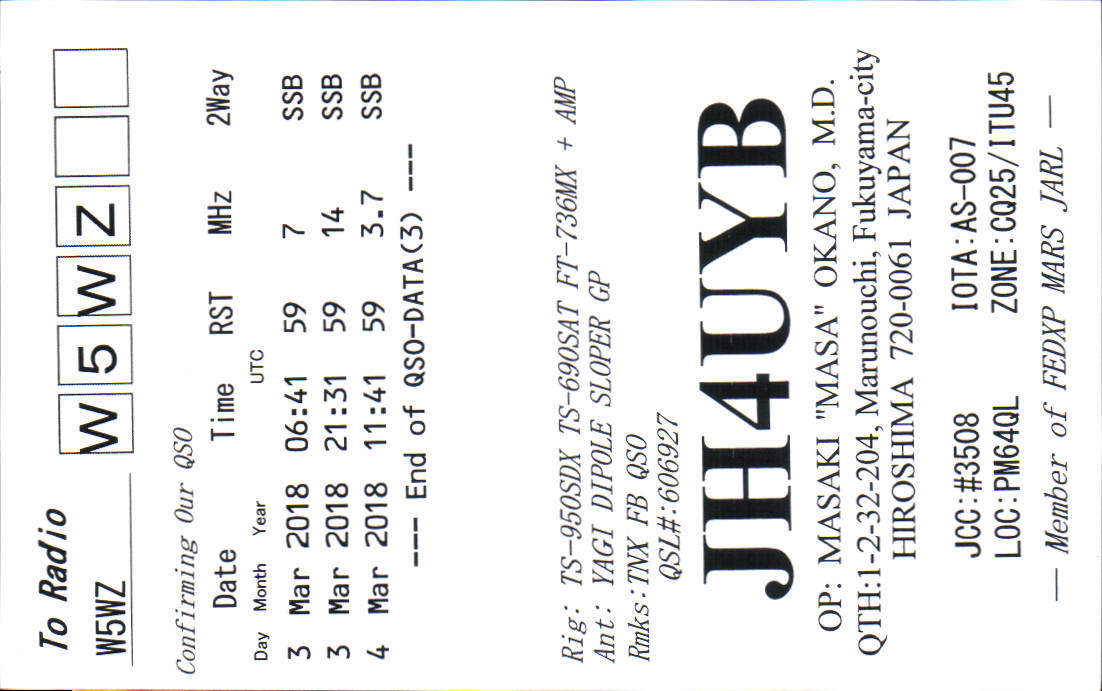 To Radio
W5WZ
W 5 W Z
Confirming Our QSO
Date Time RST MHz 2Way
Day Month Year UTC
3 Mar 2018 06:41 59 7 SSB
3 Mar 2018 21:31 59 14 SSB
4 Mar 2018 11:41 59 3.7 SSB
--- End of QSO-DATA(3) ---
Rig: TS-950SDX TS-690SAT FT-736MX + AMP
Ant: YAGI DIPOLE SLOPER GP
Rmks:TNX FB QSO
QSL#:606927
JH4UYB
OP: MASAKI "MASA" OKANO, M.D.
QTH:1-2-32-204, Marunouchi, Fukuyama-city
HIROSHIMA 720-0061 JAPAN
JCC:#3508 IOTA:AS-007
LOC:PM64QL ZONE:CQ25/ITU45
— Member of FEDXP MARS JARL —